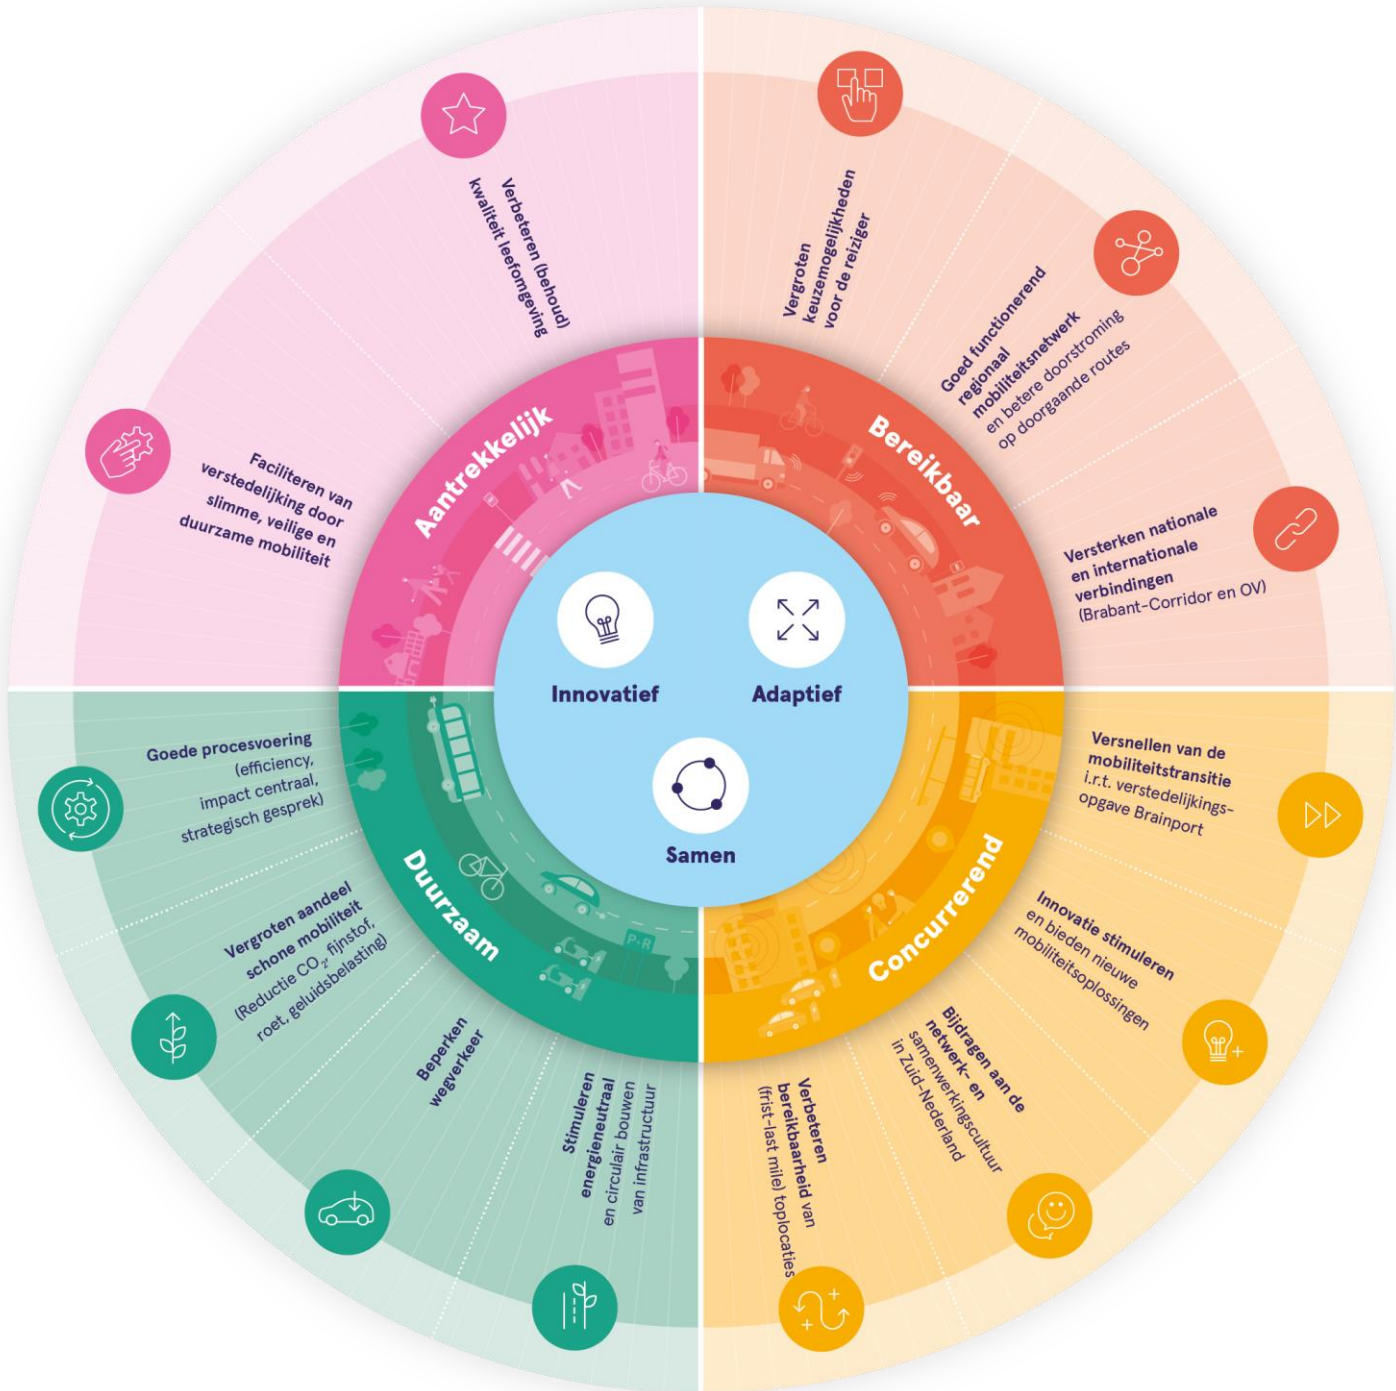 Verbeteren (behoud)
kwaliteit leefomgeving
Faciliteren van
verstedelijking door
slimme, veilige en
duurzame mobiliteit
Aantrekkelijk
Vergroten
keuzemogelijkheden
voor de reiziger
Goed functionerend
regionaal
mobiliteitsnetwerk
en betere doorstroming
op doorgaande routes
Versterken nationale
en internationale
verbindingen
(Brabant-Corridor en OV)
Bereikbaar
Innovatief
Adaptief
Samen
Versnellen van de
mobiliteitstransitie
i.r.t. verstedelijkings-
opgave Brainport
Innovatie stimuleren
en bieden nieuwe
mobiliteitsoplossingen
Bijdragen aan de
netwerk- en
samenwerkingscultuur
in Zuid-Nederland
Verbeteren
bereikbaarheid van
(frist-last mile) toplocaties
Concurrerend
Goede procesvoering
(efficiency,
impact centraal,
strategisch gesprek)
Vergroten aandeel
schone mobiliteit
(Reductie CO₂, fijnstof,
roet, geluidsbelasting)
Beperken
wegverkeer
Stimuleren
energieneutraal
en circulair bouwen
van infrastructuur
Duurzaam
P+R